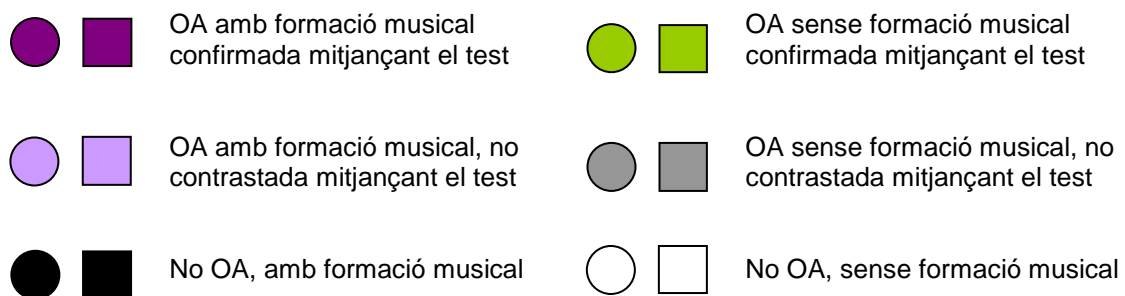 OA amb formació musical
confirmada mitjançant el test
OA sense formació musical
confirmada mitjançant el test
OA amb formació musical, no
contrastada mitjançant el test
OA sense formació musical, no
contrastada mitjançant el test
No OA, amb formació musical
No OA, sense formació musical